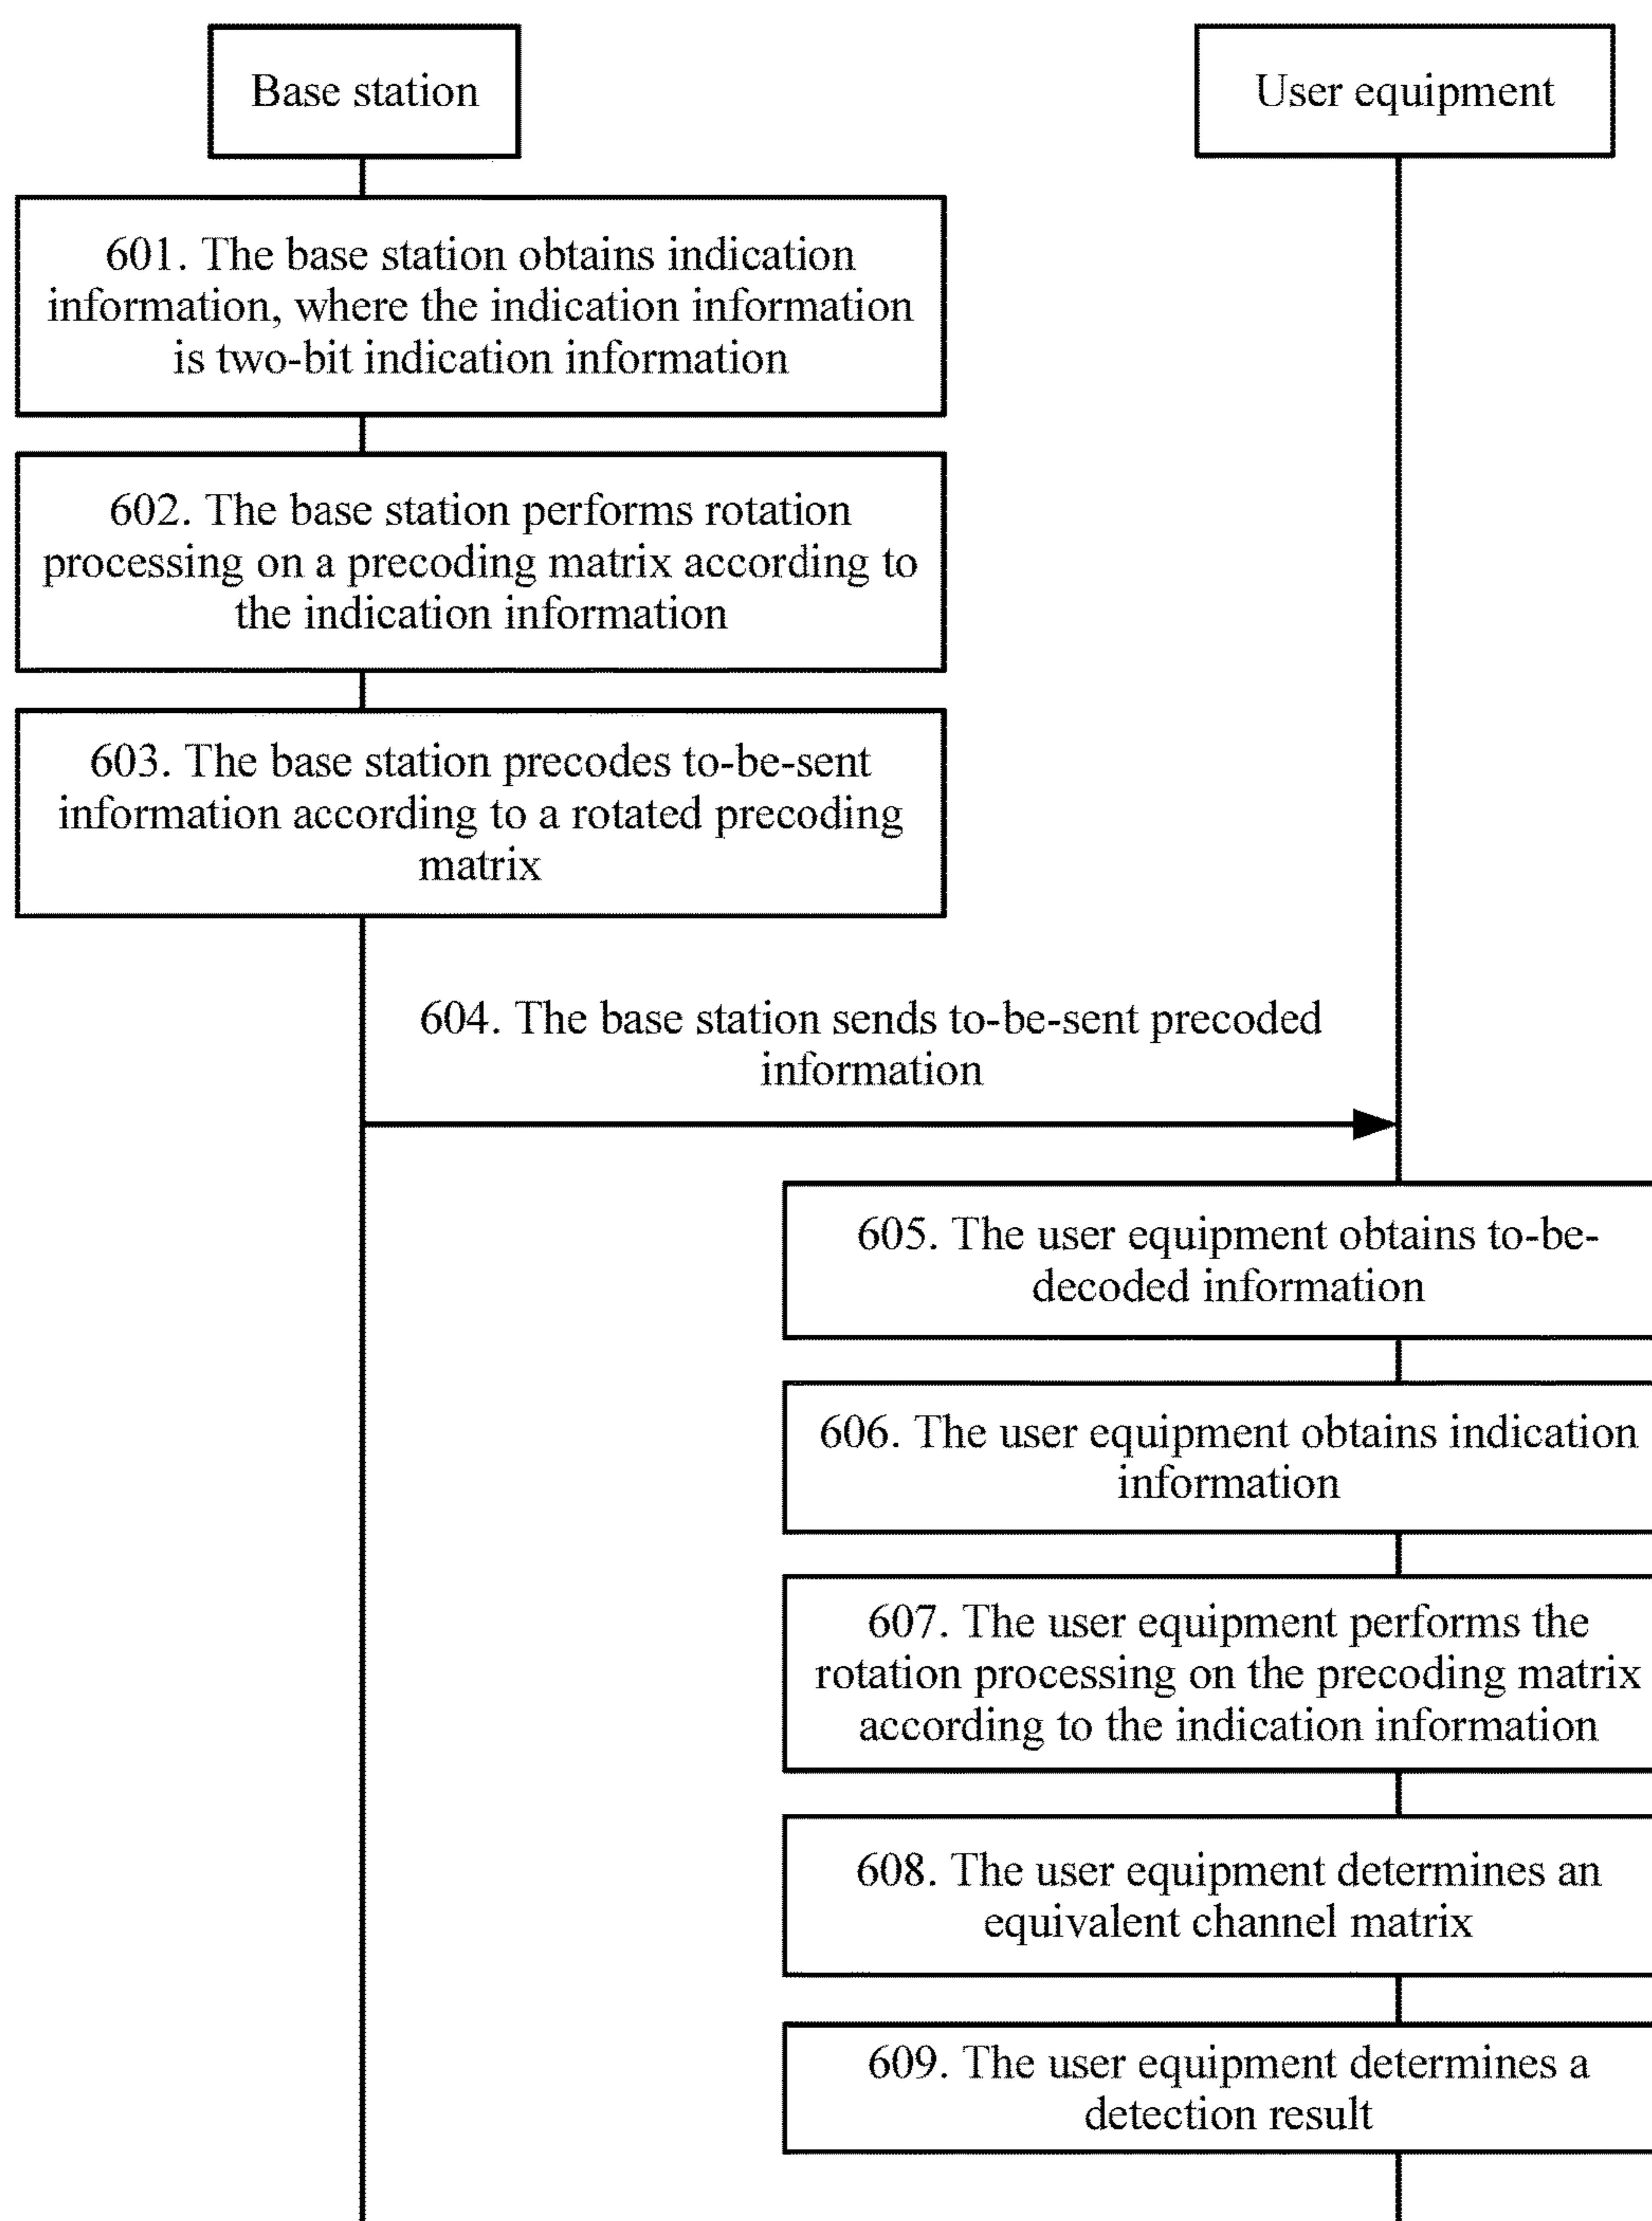 Base station
User equipment
601. The base station obtains indication
information, where the indication information
is two-bit indication information
602. The base station performs rotation
processing on a precoding matrix according to
the indication information
603. The base station precodes to-be-sent
information according to a rotated precoding
matrix
604. The base station sends to-be-sent precoded
information
605. The user equipment obtains to-be-
decoded information
606. The user equipment obtains indication
information
607. The user equipment performs the
rotation processing on the precoding matrix
according to the indication information
608. The user equipment determines an
equivalent channel matrix
609. The user equipment determines a
detection result